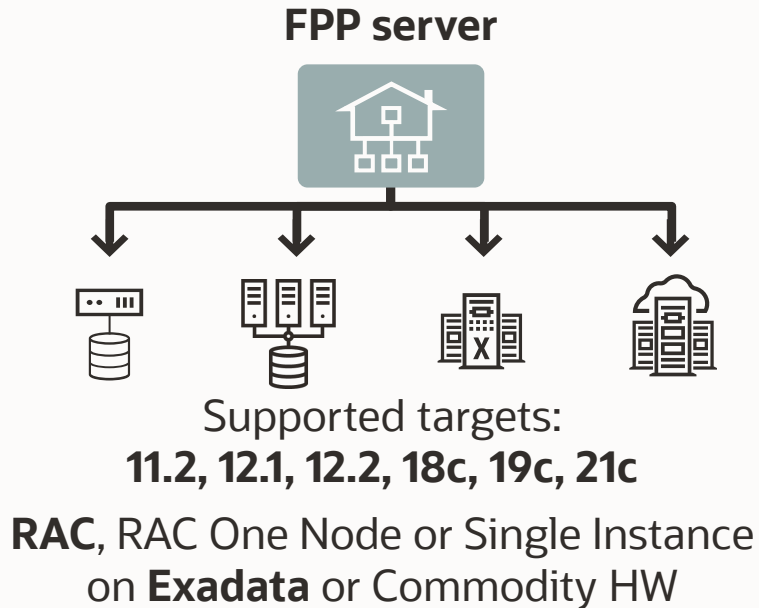 FPP server
X
Supported targets:
11.2, 12.1, 12.2, 18c, 19c, 21c
RAC, RAC One Node or Single Instance
on Exadata or Commodity HW